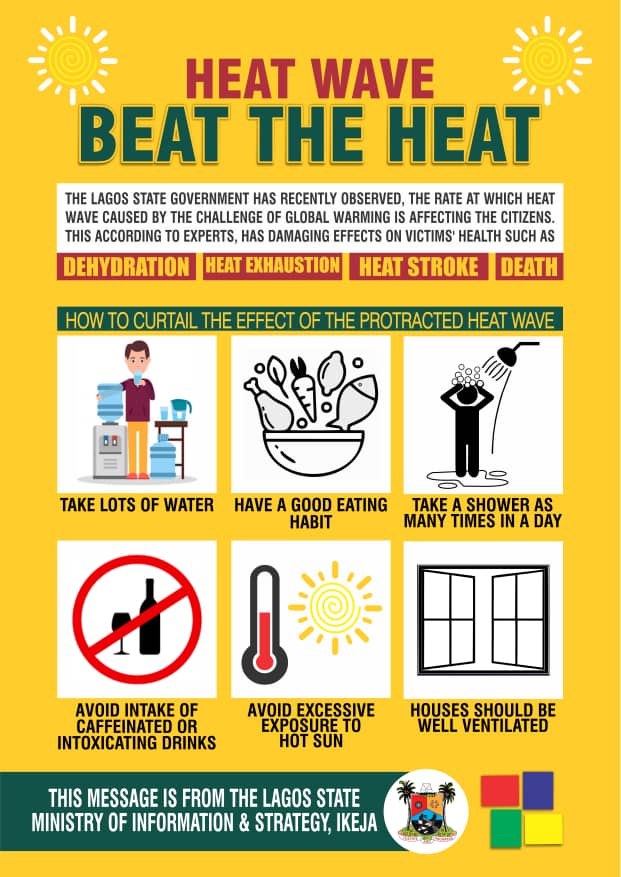 HEAT WAVE
BEAT THE HEAT
THE LAGOS STATE GOVERNMENT HAS RECENTLY OBSERVED, THE RATE AT WHICH HEAT
WAVE CAUSED BY THE CHALLENGE OF GLOBAL WARMING IS AFFECTING THE CITIZENS.
THIS ACCORDING TO EXPERTS, HAS DAMAGING EFFECTS ON VICTIMS' HEALTH SUCH AS
DEHYDRATION HEAT EXHAUSTION HEAT STROKE DEATH
HOW TO CURTAIL THE EFFECT OF THE PROTRACTED HEAT WAVE
TAKE LOTS OF WATER
HAVE A GOOD EATING
HABIT
TAKE A SHOWER AS
MANY TIMES IN A DAY
AVOID INTAKE OF
CAFFEINATED OR
INTOXICATING DRINKS
AVOID EXCESSIVE
EXPOSURE TO
HOT SUN
HOUSES SHOULD BE
WELL VENTILATED
THIS MESSAGE IS FROM THE LAGOS STATE
MINISTRY OF INFORMATION & STRATEGY, IKEJA